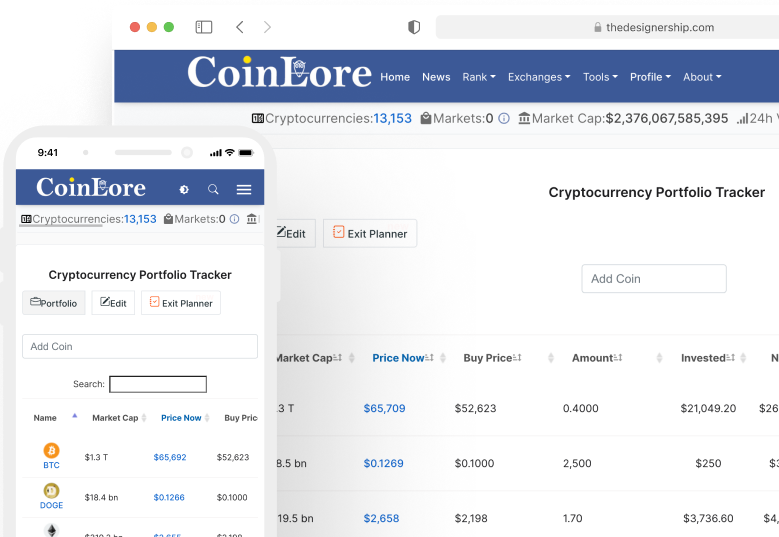 thedesignership.com
CoinLore Home News Rank Exchanges Tools Profile About
Cryptocurrencies:13,153 Markets:0 Market Cap:$2,376,067,585,395 24h
Cryptocurrency Portfolio Tracker
Edit Exit Planner
Add Coin
Market Cap Price Now Buy Price Amount Invested N
.3 T $65,709 $52,623 0.4000 $21,049.20 $26
8.5 bn $0.1269 $0.1000 2,500 $250
19.5 bn $2,658 $2,198 1.70 $3,736.60 $4,
9:41
CoinLore
Cryptocurrencies:13,153 Markets:0
Cryptocurrency Portfolio Tracker
Portfolio Edit Exit Planner
Add Coin
Search:
Name Market Cap Price Now Buy Pric
BTC $1.3 T $65,692 $52,623
DOGE $18.4 bn $0.1266 $0.1000